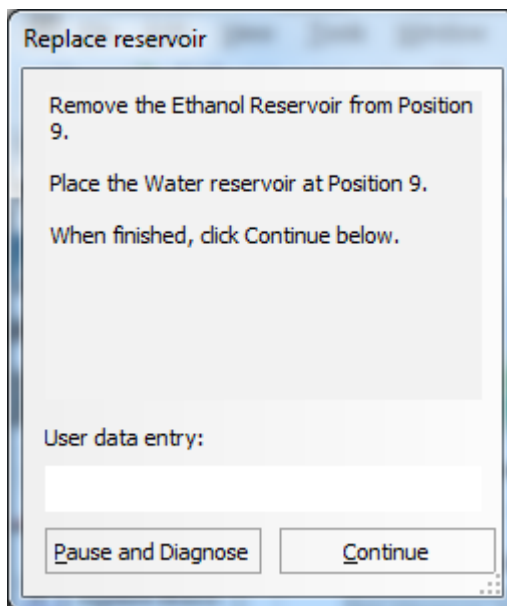 Replace reservoir
Remove the Ethanol Reservoir from Position
9.
Place the Water reservoir at Position 9.
When finished, click Continue below.
User data entry:
Pause and Diagnose
Continue